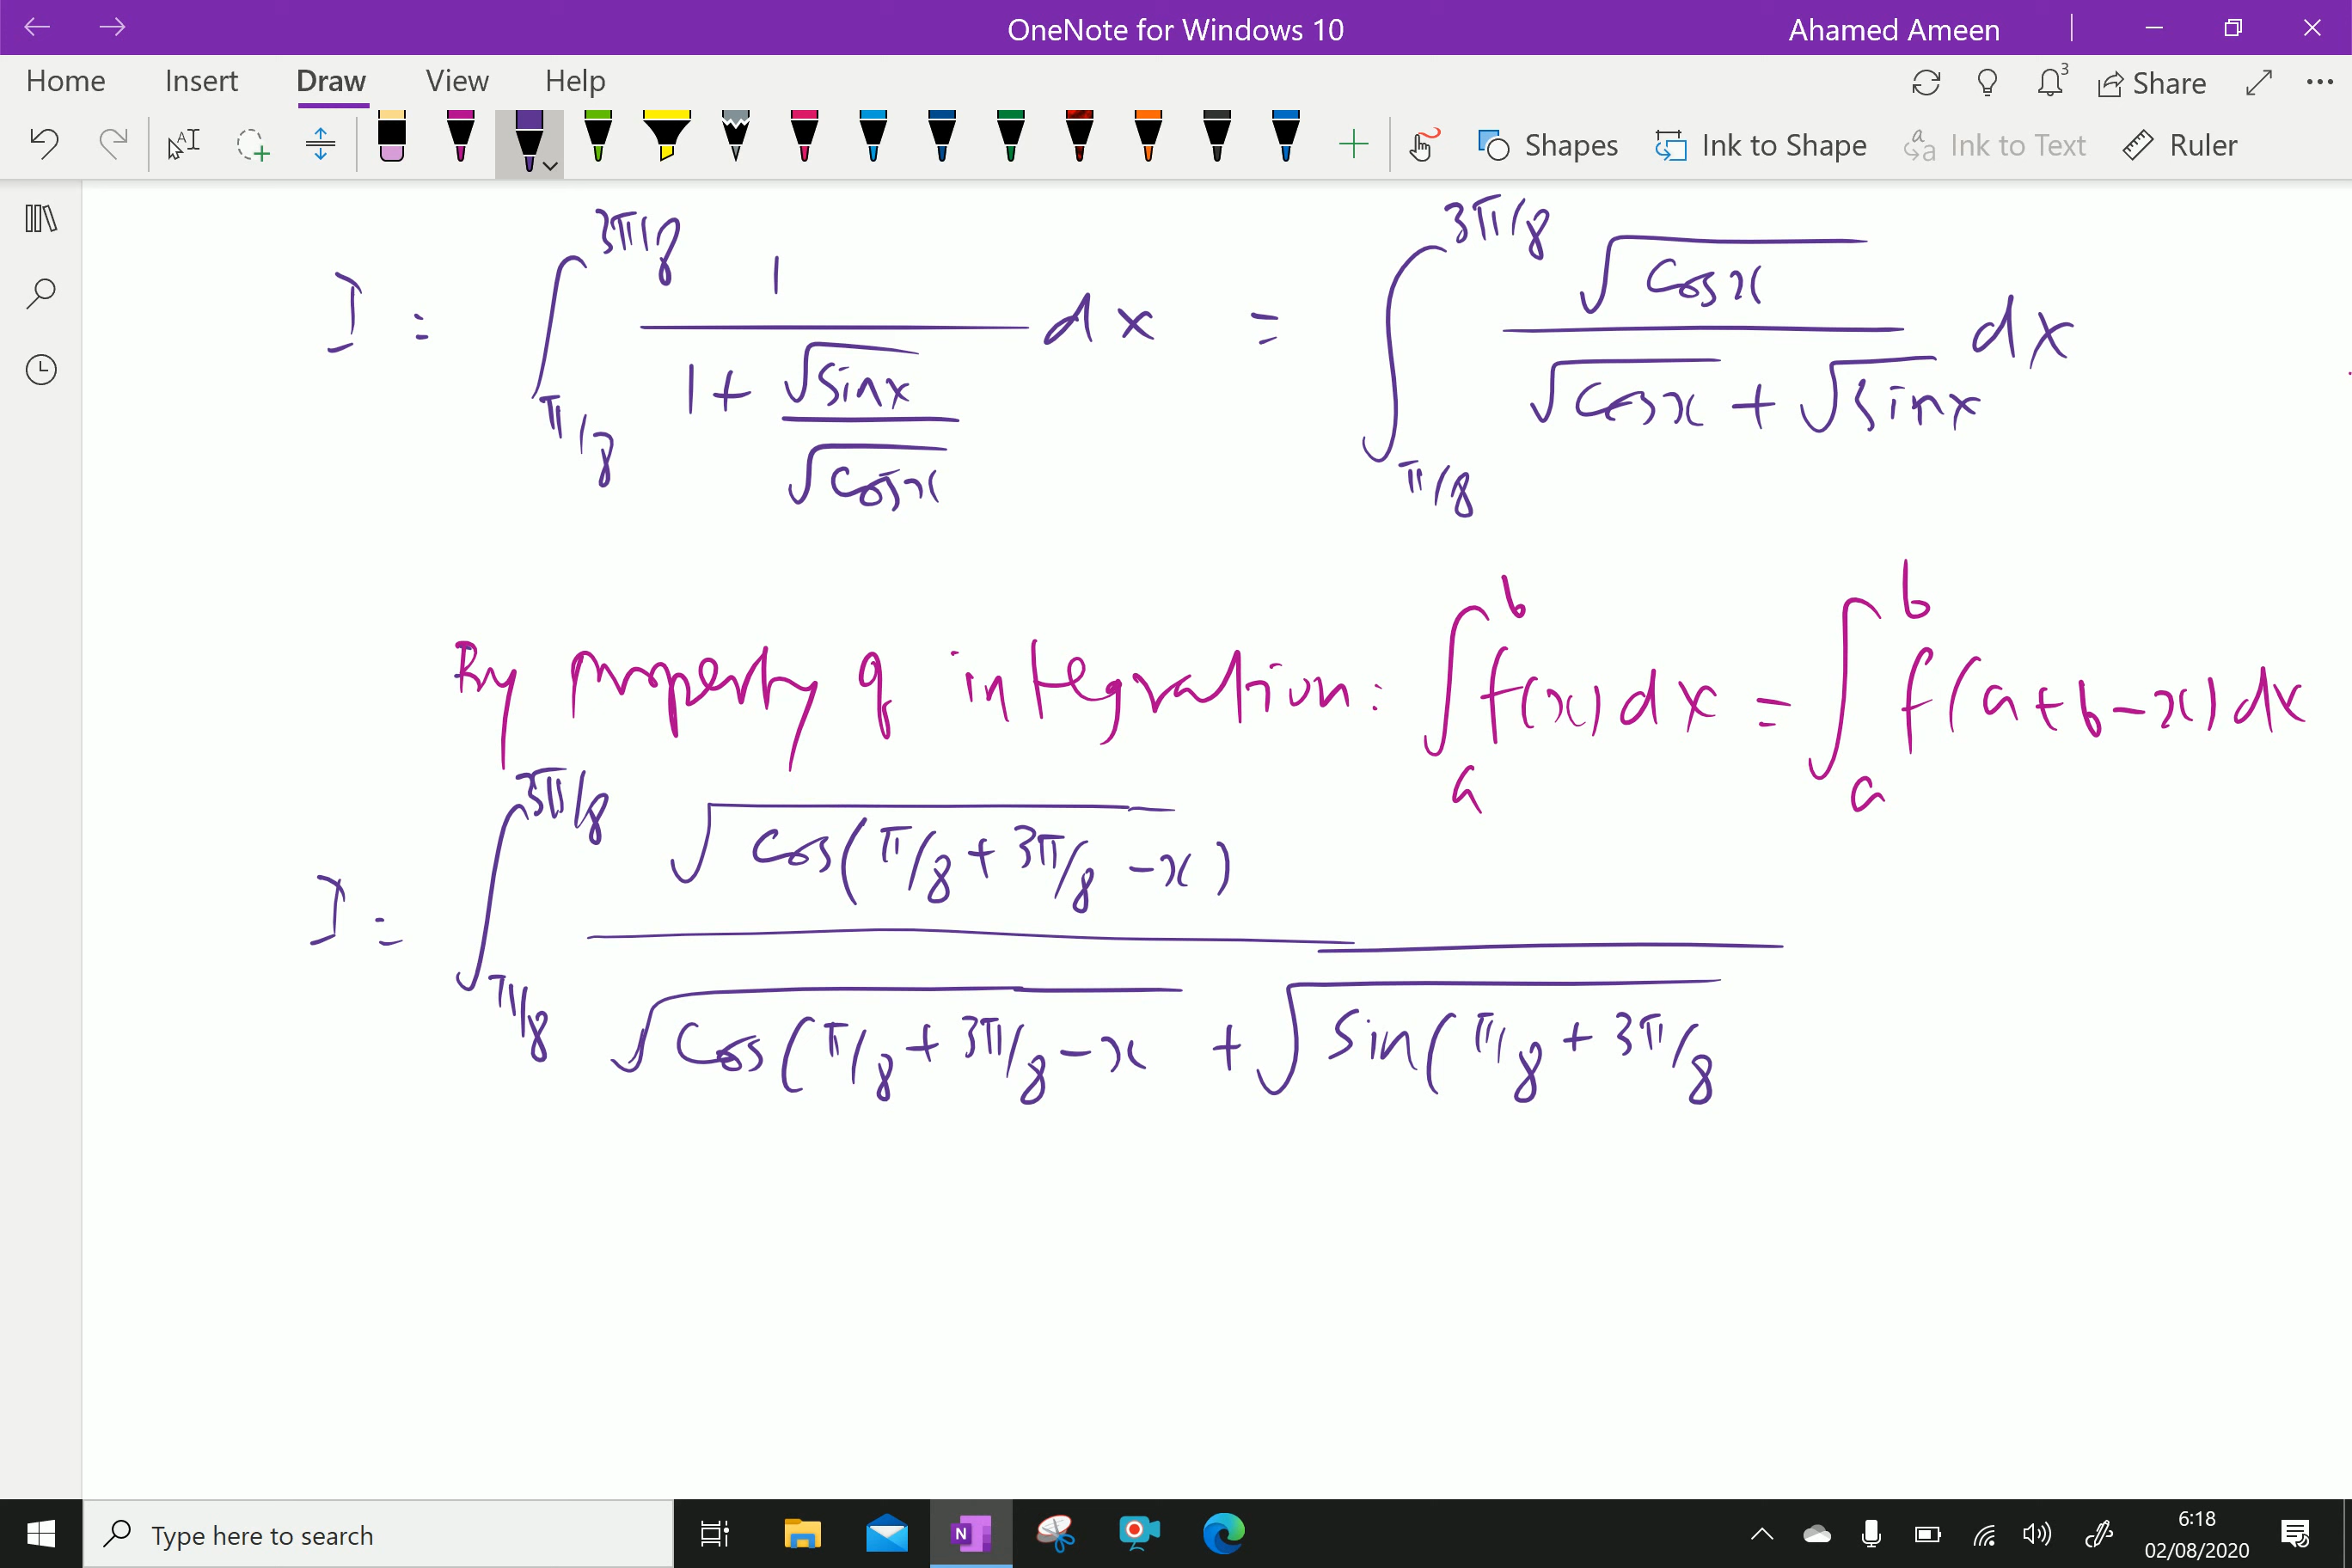 OneNote for Windows 10 Ahamed Ameen
Home Insert Draw View Help 3 Share
Shapes Ink to Shape Ink to Text Ruler
I = ∫_{π/8}^{3π/8} 1 / (1 + √sinx / √cosx) dx = ∫_{π/8}^{3π/8} √cosx / (√cosx + √sinx) dx
By property of integration: ∫_a^b f(x)dx = ∫_a^b f(a+b-x)dx
I = ∫_{π/8}^{3π/8} √cos(π/8 + 3π/8 - x) / (√cos(π/8 + 3π/8 - x + √sin(π/8 + 3π/8
Type here to search 6:18
02/08/2020